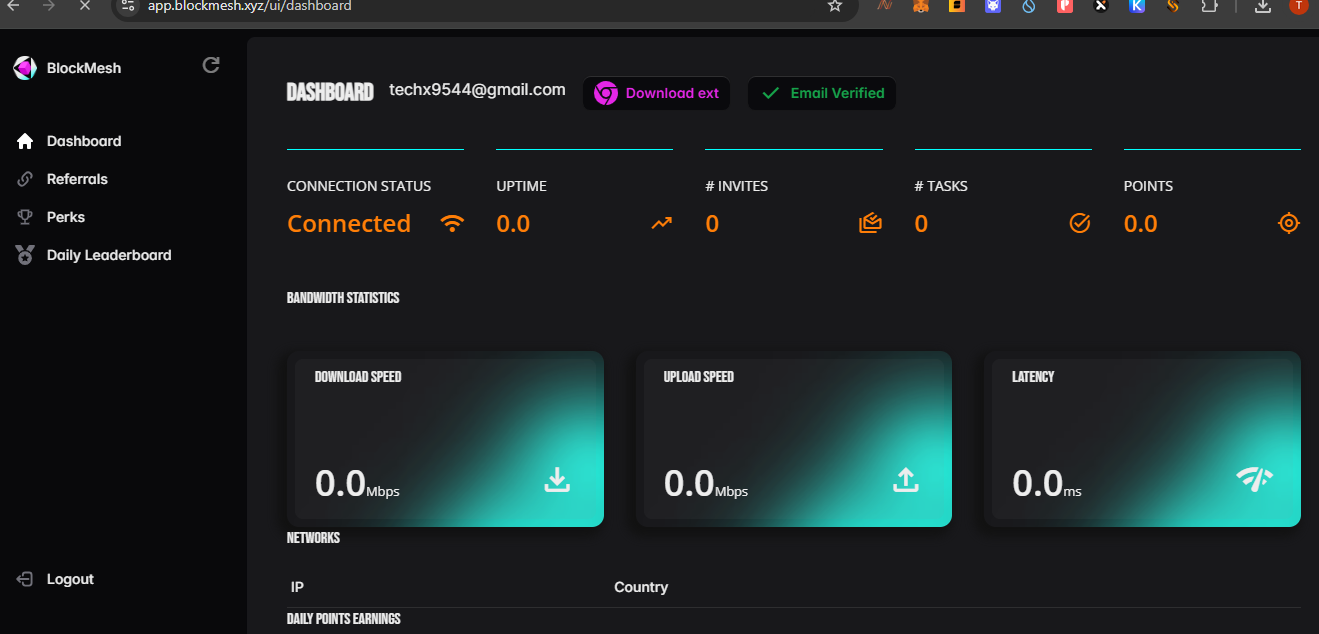 app.blockmesh.xyz/ui/dashboard
T
BlockMesh
Dashboard
Referrals
Perks
Daily Leaderboard
Logout
DASHBOARD techx9544@gmail.com Download ext Email Verified
CONNECTION STATUS UPTIME # INVITES # TASKS POINTS
Connected 0.0 0 0 0.0
BANDWIDTH STATISTICS
DOWNLOAD SPEED UPLOAD SPEED LATENCY
0.0Mbps 0.0Mbps 0.0ms
NETWORKS
IP Country
DAILY POINTS EARNINGS